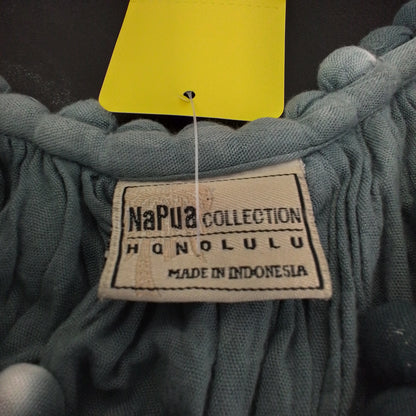 NaPua COLLECTION
HONOLULU
MADE IN INDONESIA